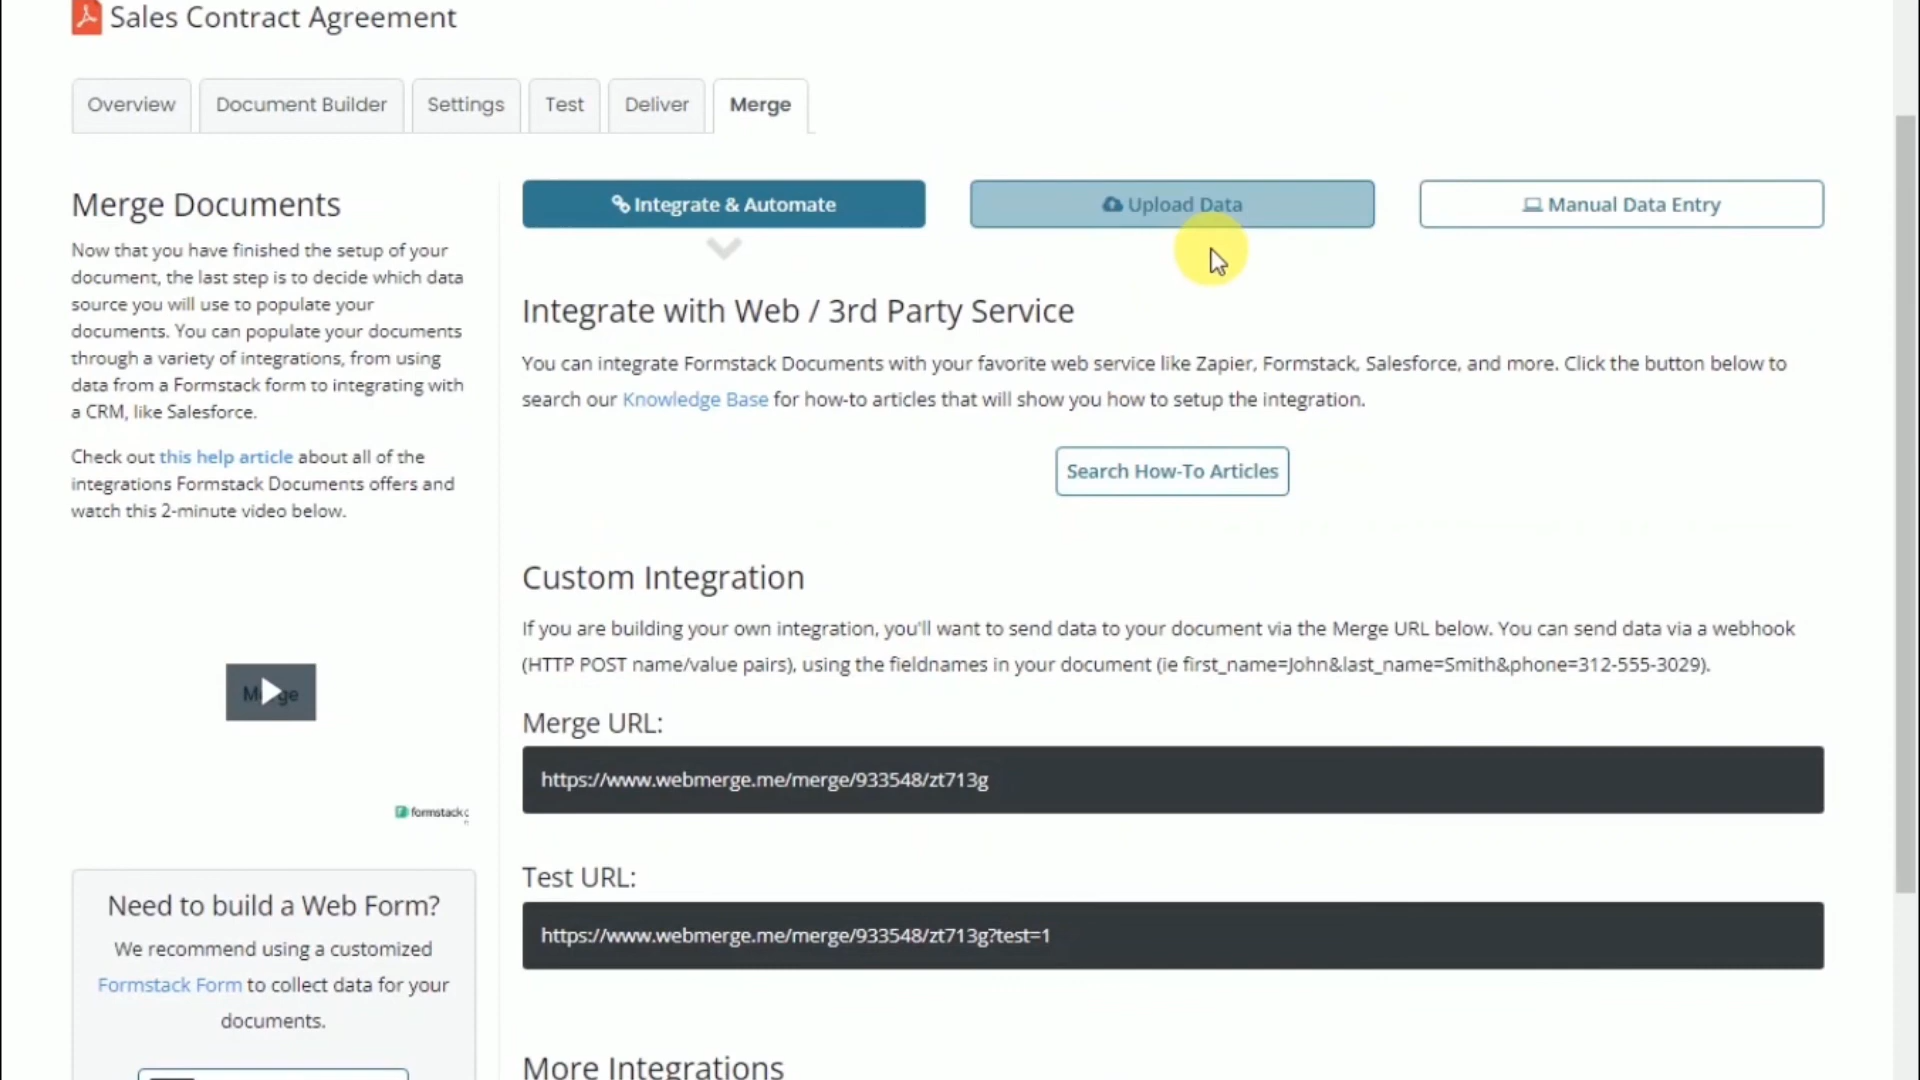 Sales Contract Agreement
Overview
Document Builder
Settings
Test
Deliver
Merge
Merge Documents
Now that you have finished the setup of your
document, the last step is to decide which data
source you will use to populate your
documents. You can populate your documents
through a variety of integrations, from using
data from a Formstack form to integrating with
a CRM, like Salesforce.
Check out this help article about all of the
integrations Formstack Documents offers and
watch this 2-minute video below.
Merge
formstack
Need to build a Web Form?
We recommend using a customized
Formstack Form to collect data for your
documents.
Integrate & Automate
Upload Data
Manual Data Entry
Integrate with Web / 3rd Party Service
You can integrate Formstack Documents with your favorite web service like Zapier, Formstack, Salesforce, and more. Click the button below to
search our Knowledge Base for how-to articles that will show you how to setup the integration.
Search How-To Articles
Custom Integration
If you are building your own integration, you'll want to send data to your document via the Merge URL below. You can send data via a webhook
(HTTP POST name/value pairs), using the fieldnames in your document (ie first_name=John&last_name=Smith&phone=312-555-3029).
Merge URL:
https://www.webmerge.me/merge/933548/zt713g
Test URL:
https://www.webmerge.me/merge/933548/zt713g?test=1
More Integrations